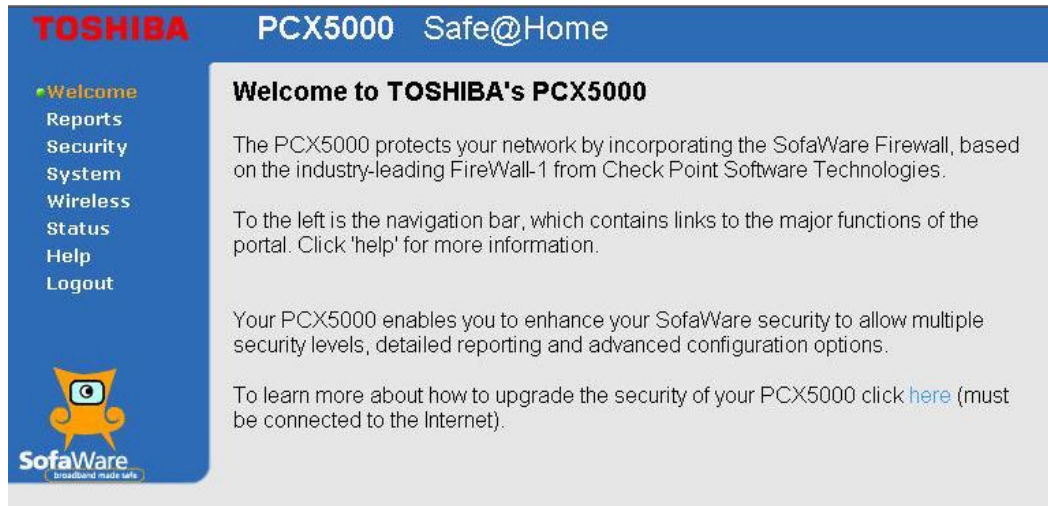 TOSHIBA PCX5000 Safe@Home
Welcome
Reports
Security
System
Wireless
Status
Help
Logout
SofaWare
broadband made safe
Welcome to TOSHIBA's PCX5000
The PCX5000 protects your network by incorporating the SofaWare Firewall, based
on the industry-leading FireWall-1 from Check Point Software Technologies.
To the left is the navigation bar, which contains links to the major functions of the
portal. Click 'help' for more information.
Your PCX5000 enables you to enhance your SofaWare security to allow multiple
security levels, detailed reporting and advanced configuration options.
To learn more about how to upgrade the security of your PCX5000 click here (must
be connected to the Internet).